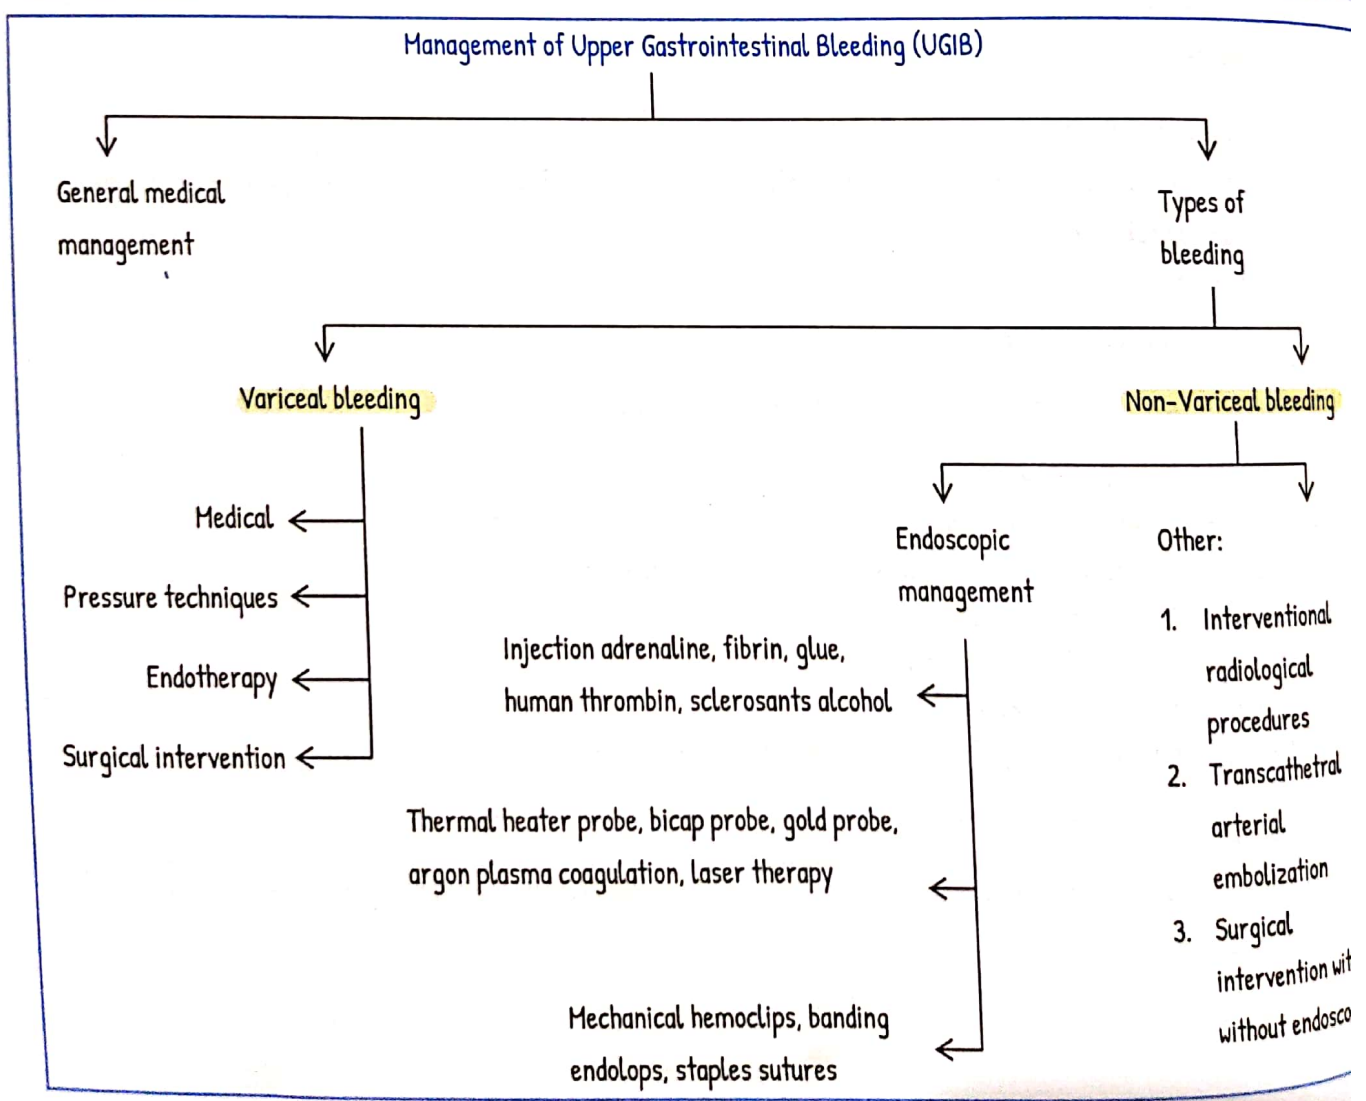 Management of Upper Gastrointestinal Bleeding (UGIB)
General medical
management
Types of
bleeding
Variceal bleeding
Non-Variceal bleeding
Medical
Pressure techniques
Endotherapy
Surgical intervention
Endoscopic
management
Injection adrenaline, fibrin, glue,
human thrombin, sclerosants alcohol
Thermal heater probe, bicap probe, gold probe,
argon plasma coagulation, laser therapy
Mechanical hemoclips, banding
endolops, staples sutures
Other:
1. Interventional
radiological
procedures
2. Transcathetral
arterial
embolization
3. Surgical
intervention
without